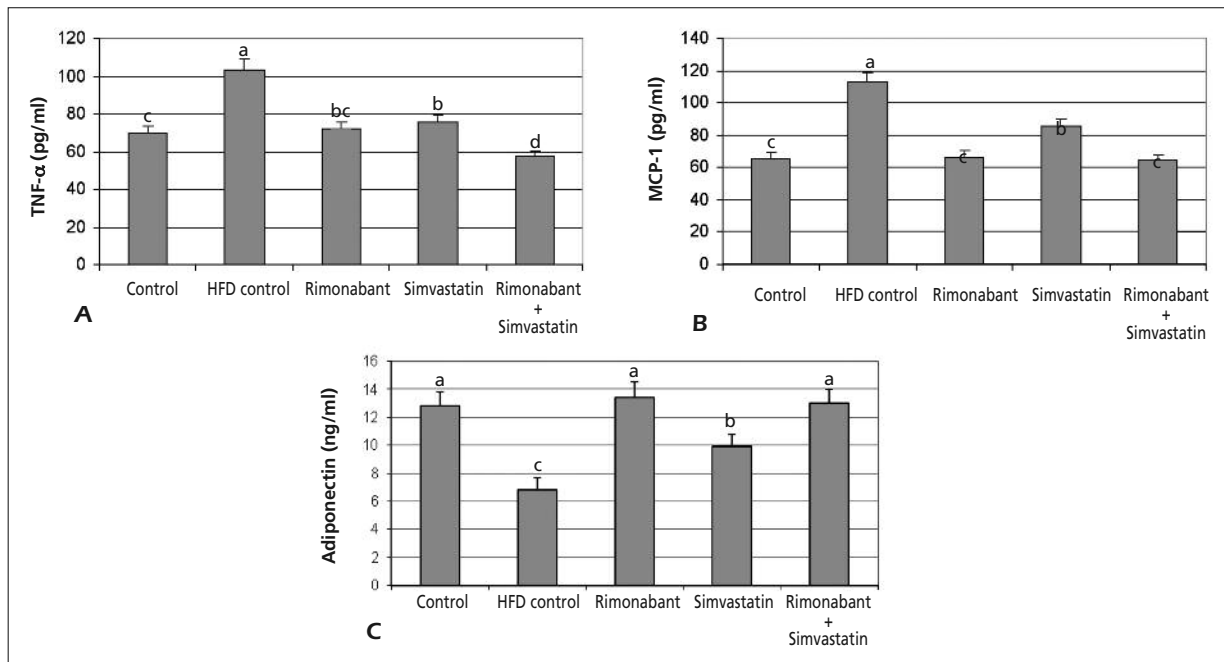 TNF-α (pg/ml)
120
100
80
60
40
20
0
a
c
bc
b
d
Control
HFD control
Rimonabant
Simvastatin
Rimonabant
+
Simvastatin
A
MCP-1 (pg/ml)
140
120
100
80
60
40
20
0
c
a
c
b
c
Control
HFD control
Rimonabant
Simvastatin
Rimonabant
+
Simvastatin
B
Adiponectin (ng/ml)
16
14
12
10
8
6
4
2
0
a
c
a
b
a
Control
HFD control
Rimonabant
Simvastatin
Rimonabant
+
Simvastatin
C